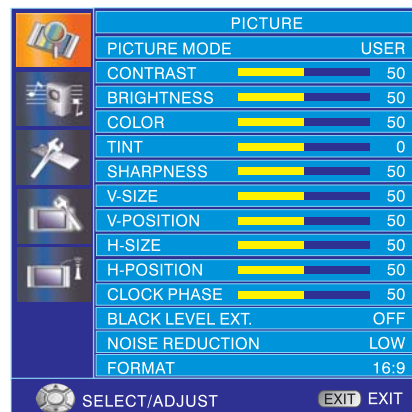 PICTURE
PICTURE MODE USER
CONTRAST 50
BRIGHTNESS 50
COLOR 50
TINT 0
SHARPNESS 50
V-SIZE 50
V-POSITION 50
H-SIZE 50
H-POSITION 50
CLOCK PHASE 50
BLACK LEVEL EXT. OFF
NOISE REDUCTION LOW
FORMAT 16:9
SELECT/ADJUST EXIT EXIT